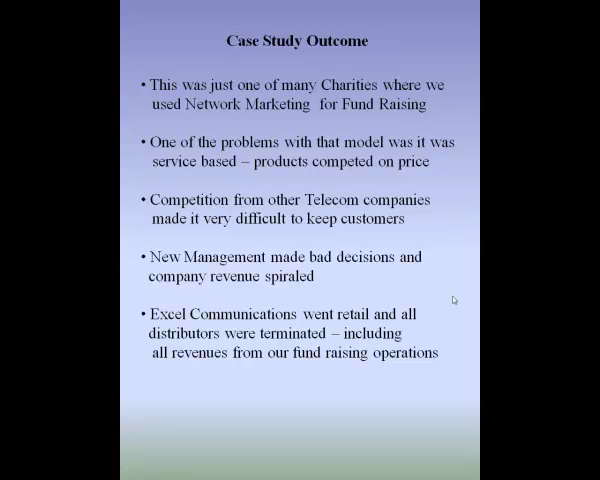 Case Study Outcome
• This was just one of many Charities where we
used Network Marketing for Fund Raising
• One of the problems with that model was it was
service based – products competed on price
• Competition from other Telecom companies
made it very difficult to keep customers
• New Management made bad decisions and
company revenue spiraled
• Excel Communications went retail and all
distributors were terminated – including
all revenues from our fund raising operations